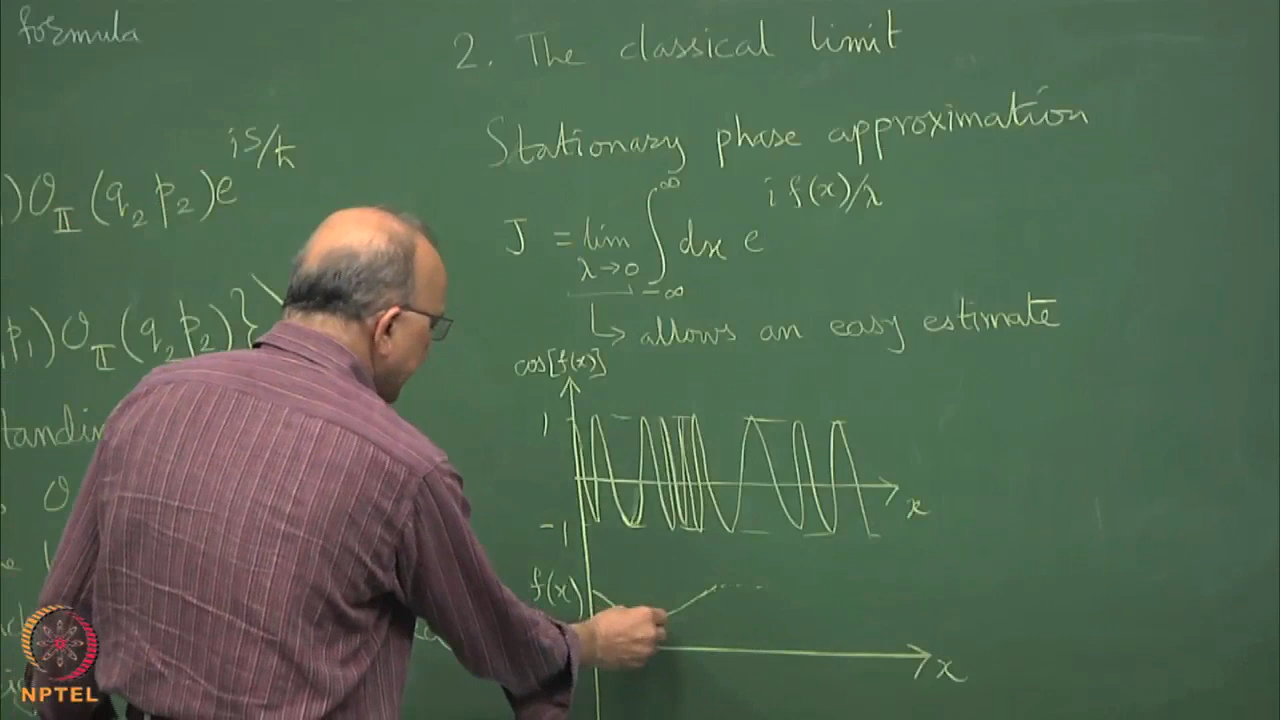 formula
2. The classical limit
Stationary phase approximation
) O_II (q_2 p_2) e^{iS/ħ}
J = lim_{λ→0} ∫_{-∞}^{∞} dx e^{i f(x)/λ}
p_1) O_II (q_2 p_2) }
↳ allows an easy estimate
cos[f(x)]
1
x
-1
f(x)
x
NPTEL